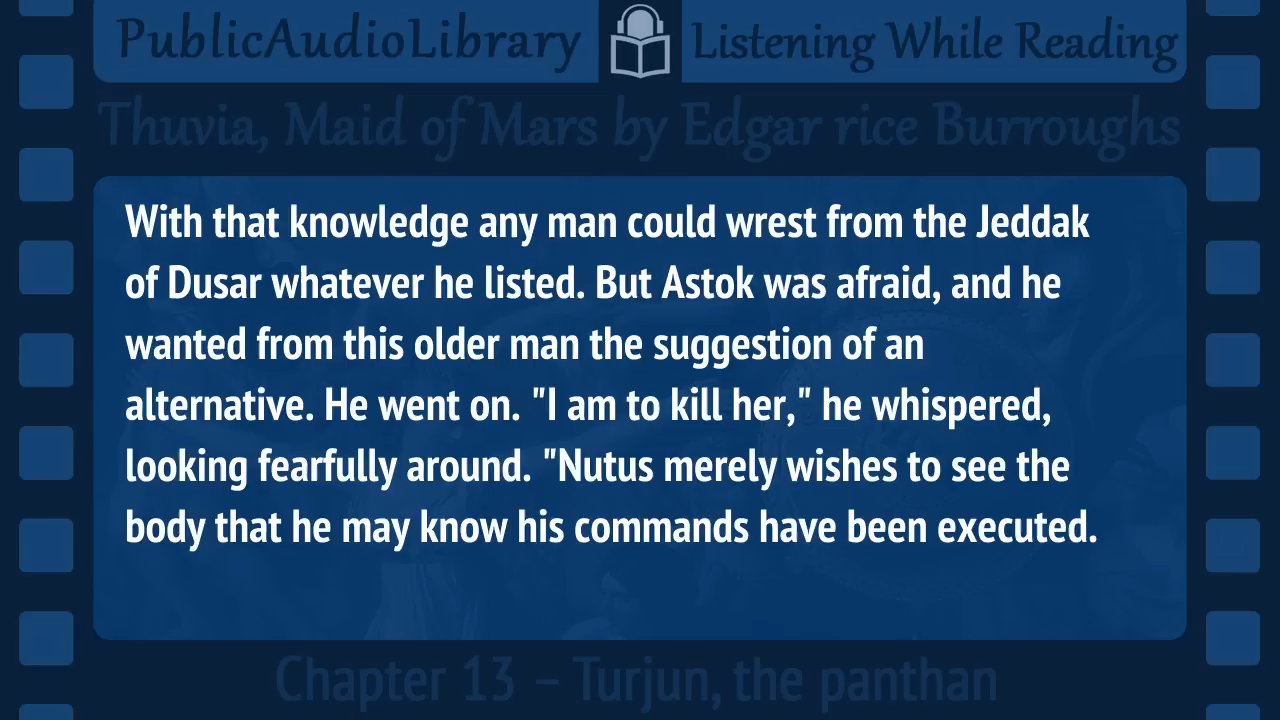 PublicAudioLibrary Listening While Reading
Thuvia, Maid of Mars by Edgar rice Burroughs
With that knowledge any man could wrest from the Jeddak
of Dusar whatever he listed. But Astok was afraid, and he
wanted from this older man the suggestion of an
alternative. He went on. "I am to kill her," he whispered,
looking fearfully around. "Nutus merely wishes to see the
body that he may know his commands have been executed.
Chapter 13 – Turjun, the panthan